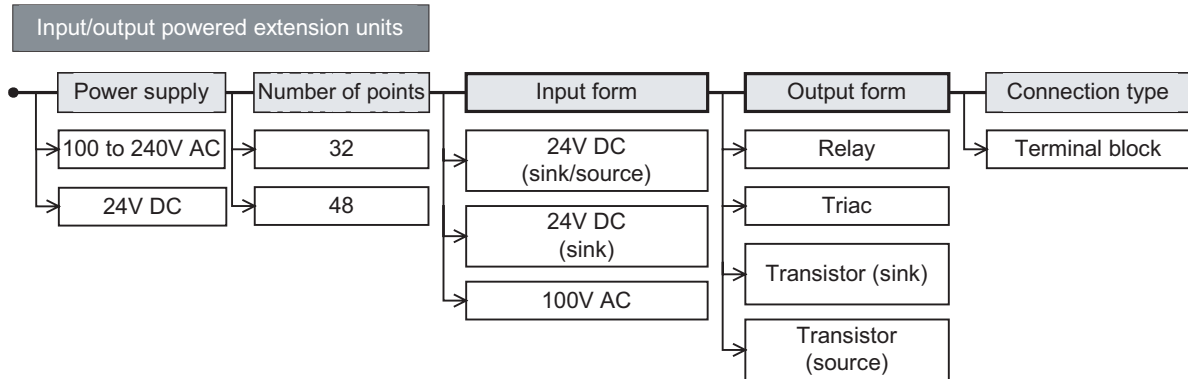 Input/output powered extension units
Power supply
Number of points
Input form
Output form
Connection type
100 to 240V AC
32
24V DC
(sink/source)
Relay
Terminal block
24V DC
48
24V DC
(sink)
Triac
100V AC
Transistor (sink)
Transistor
(source)